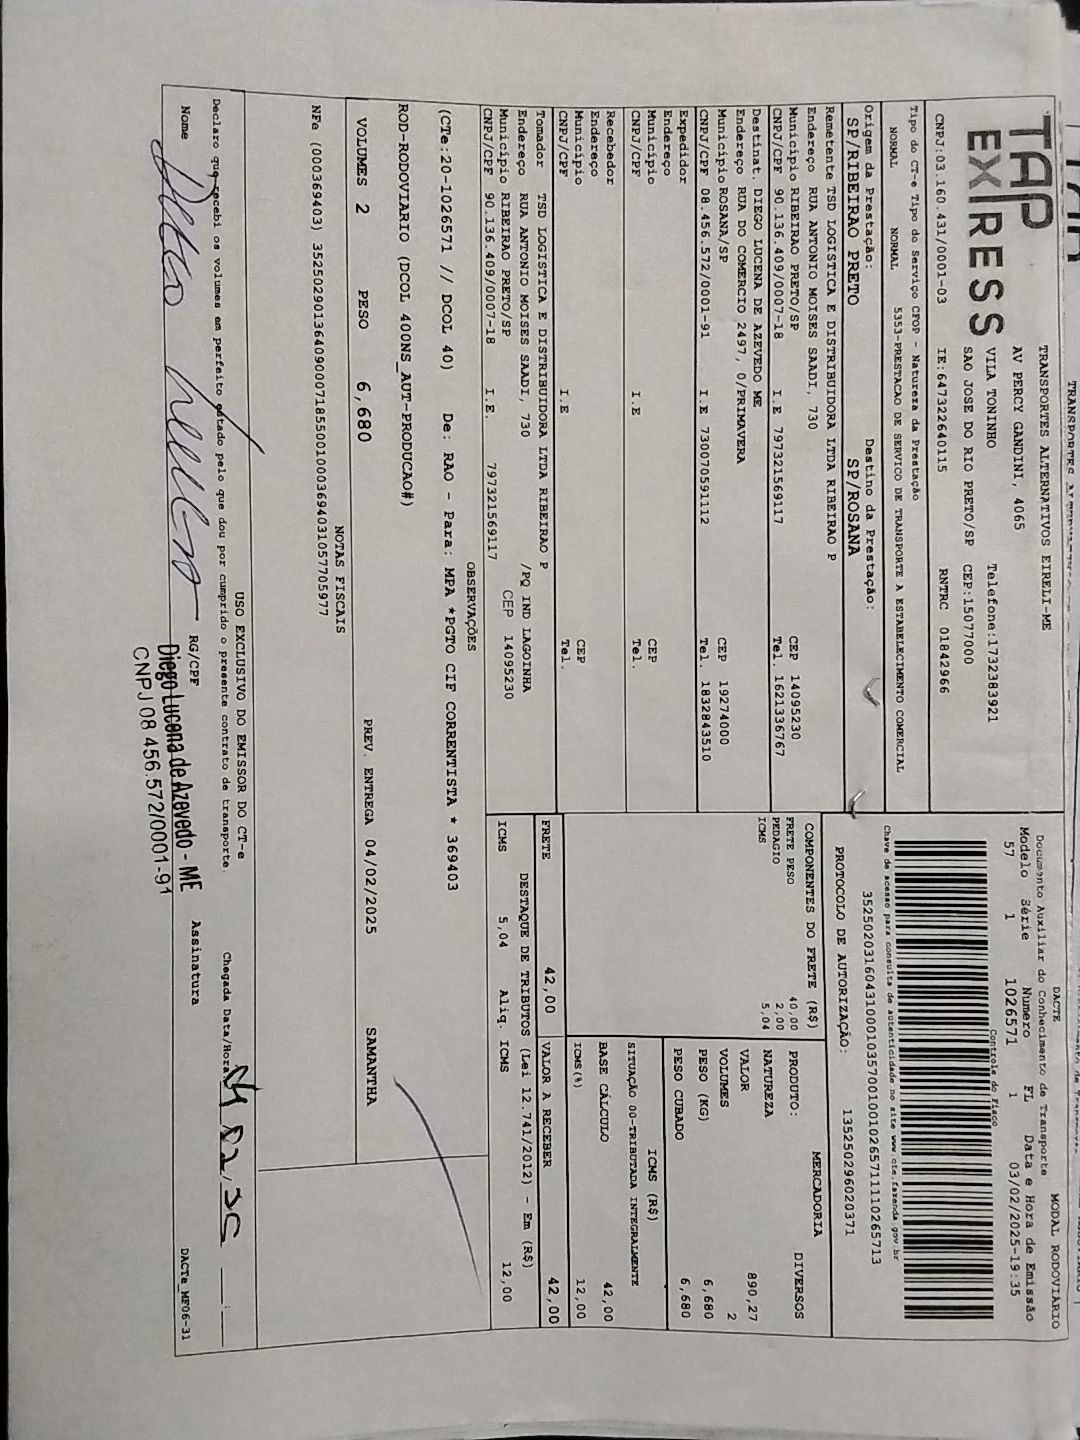 TAP
EXPRESS
TRANSPORTES ALTERNATIVOS EIRELI-ME
AV PERCY GANDINI, 4065
VILA TONINHO Telefone:1732383921
SAO JOSE DO RIO PRETO/SP CEP:15077000
CNPJ:03.160.431/0001-03 IE:647322640115 RNTRC 01842966
DACTE MODAL RODOVIÁRIO
Documento Auxiliar do Conhecimento de Transporte
Modelo Série Numero FL Data e Hora de Emissão
57 1 1026571 1 03/02/2025-19:35
Controle do Fisco
Chave de acesso para consulta de autenticidade no site www.cte.fazenda.gov.br
35250203160431000103570010010265711110265713
PROTOCOLO DE AUTORIZAÇÃO: 135250296020371
Tipo do CT-e Tipo do Serviço CFOP - Natureza da Prestação
NORMAL NORMAL 5353-PRESTACAO DE SERVICO DE TRANSPORTE A ESTABELECIMENTO COMERCIAL
Origem da Prestação: Destino da Prestação:
SP/RIBEIRAO PRETO SP/ROSANA
Remetente TSD LOGISTICA E DISTRIBUIDORA LTDA RIBEIRAO P
Endereço RUA ANTONIO MOISES SAADI, 730
Município RIBEIRAO PRETO/SP CEP 14095230
CNPJ/CPF 90.136.409/0007-18 I.E 797321569117 Tel. 1621336767
Destinat. DIEGO LUCENA DE AZEVEDO ME
Endereço RUA DO COMERCIO 2497, 0/PRIMAVERA
Município ROSANA/SP CEP 19274000
CNPJ/CPF 08.456.572/0001-91 I.E 730070591112 Tel. 1832843510
Expedidor
Endereço
Município CEP
CNPJ/CPF I.E Tel.
Recebedor
Endereço
Município CEP
CNPJ/CPF I.E Tel.
Tomador TSD LOGISTICA E DISTRIBUIDORA LTDA RIBEIRAO P
Endereço RUA ANTONIO MOISES SAADI, 730 /PQ IND LAGOINHA
Município RIBEIRAO PRETO/SP CEP 14095230
CNPJ/CPF 90.136.409/0007-18 I.E. 797321569117
COMPONENTES DO FRETE (R$)
FRETE PESO 40,00
PEDAGIO 2,00
ICMS 5,04
MERCADORIA
PRODUTO: DIVERSOS
NATUREZA
VALOR 890,27
VOLUMES 2
PESO (KG) 6,680
PESO CUBADO 6,680
ICMS (R$)
SITUAÇÃO 00-TRIBUTADA INTEGRALMENTE
BASE CÁLCULO 42,00
ICMS(%) 12,00
FRETE 42,00 VALOR A RECEBER 42,00
DESTAQUE DE TRIBUTOS (Lei 12.741/2012) - Em (R$)
ICMS 5,04 Aliq. ICMS 12,00
OBSERVAÇÕES
(CTe:20-1026571 // DCOL 40) De: RAO - Para: MPA *PGTO CIF CORRENTISTA * 369403
ROD-RODOVIARIO (DCOL 400NS_AUT-PRODUCAO#)
VOLUMES 2 PESO 6,680 PREV. ENTREGA 04/02/2025 SAMANTHA
NOTAS FISCAIS
NFe (000369403) 35250290136409000718550010003694031057705977
USO EXCLUSIVO DO EMISSOR DO CT-e
Declaro que recebi os volumes em perfeito estado pelo que dou por cumprido o presente contrato de transporte. Chegada Data/Hora
Nome RG/CPF Assinatura
Diego Lucena de Azevedo - ME
CNPJ 08 456.572/0001-91
DACTe_MF06-31